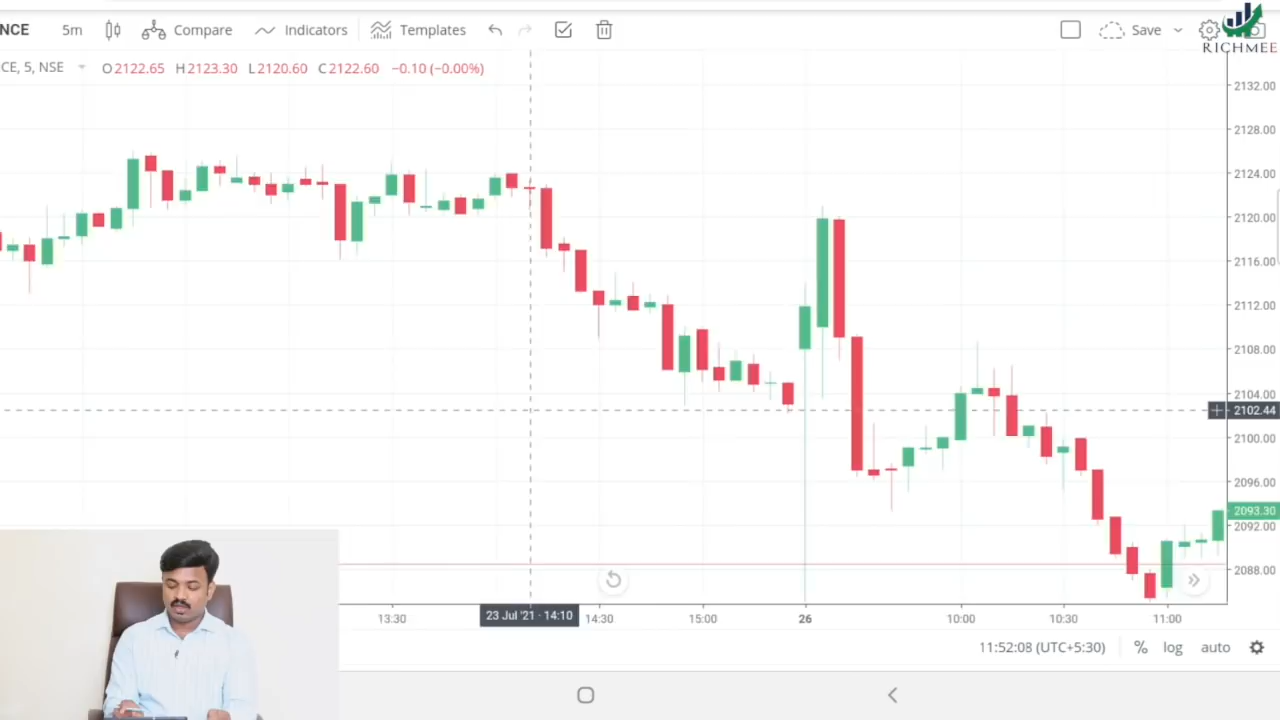 NCE 5m Compare Indicators Templates Save
RICHMEE
CE, 5, NSE O2122.65 H2123.30 L2120.60 C2122.60 −0.10 (−0.00%)
2132.00
2128.00
2124.00
2120.00
2116.00
2112.00
2108.00
2104.00
2102.44
2100.00
2096.00
2093.30
2092.00
2088.00
13:30 23 Jul '21 - 14:10 14:30 15:00 26 10:00 10:30 11:00
11:52:08 (UTC+5:30) % log auto